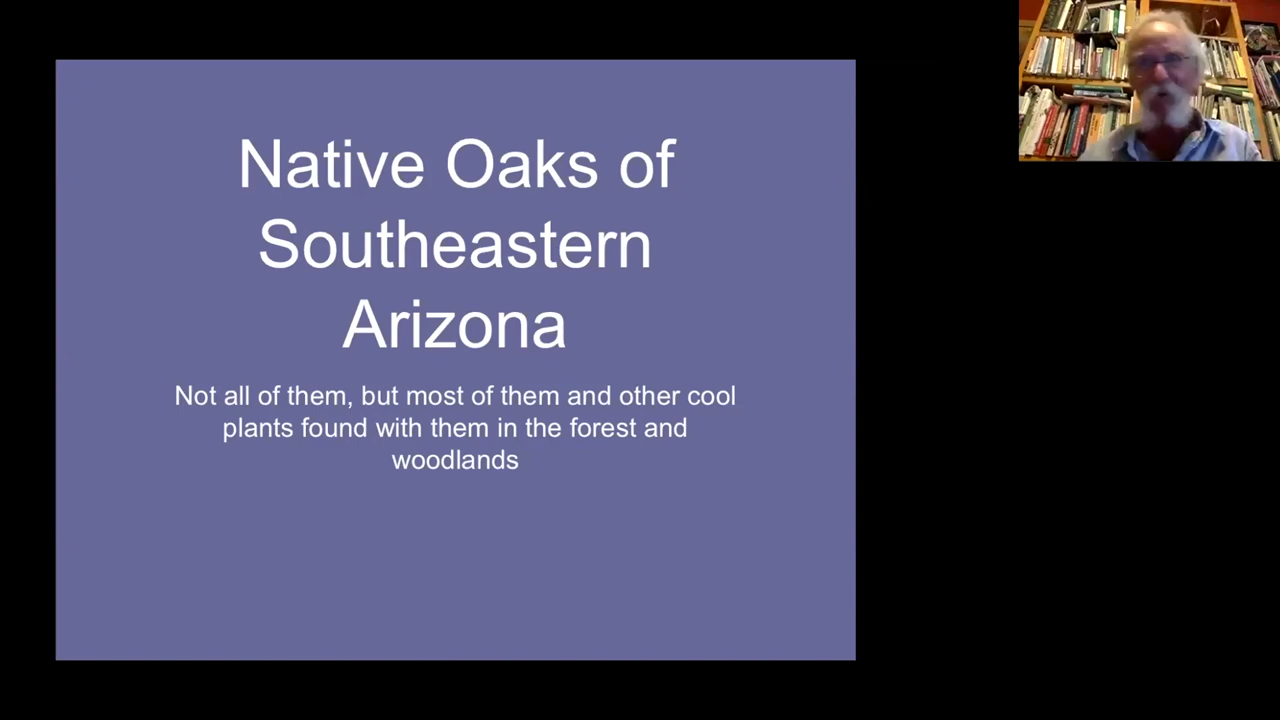 Native Oaks of
Southeastern
Arizona
Not all of them, but most of them and other cool
plants found with them in the forest and
woodlands